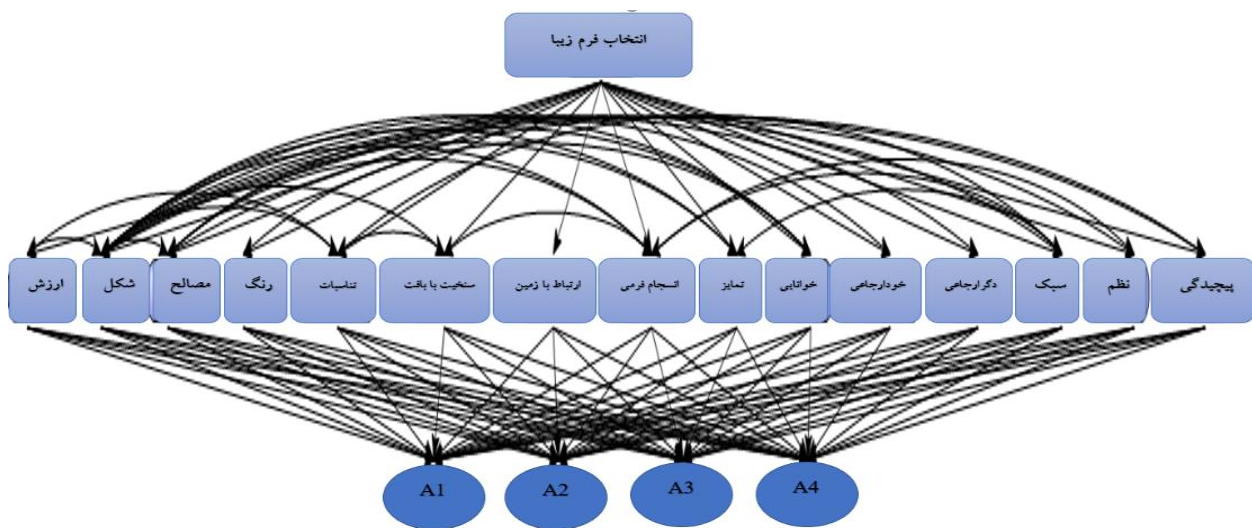 انتخاب فرم زیبا
ارزش
شکل
مصالح
رنگ
تناسبات
سنخیت با بافت
ارتباط با زمین
انسجام فرمی
تمایز
خوانایی
خودارجاعی
دگرارجاعی
سبک
نظم
پیچیدگی
A1
A2
A3
A4